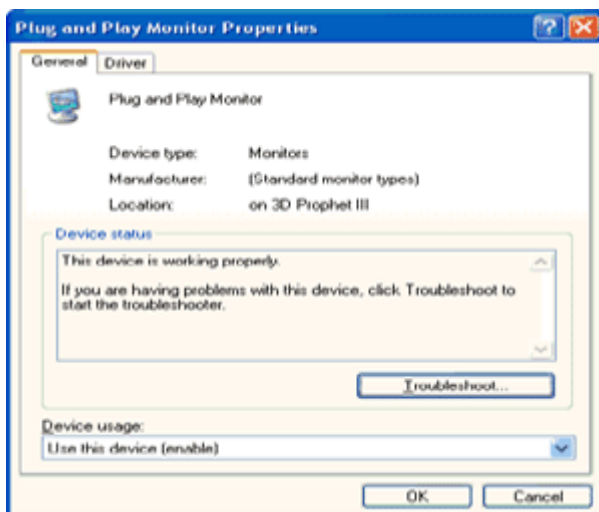 Plug and Play Monitor Properties
General Driver
Plug and Play Monitor
Device type: Monitors
Manufacturer: (Standard monitor types)
Location: on 3D Prophet III
Device status
This device is working properly.
If you are having problems with this device, click Troubleshoot to
start the troubleshooter.
Troubleshoot...
Device usage:
Use this device (enable)
OK Cancel